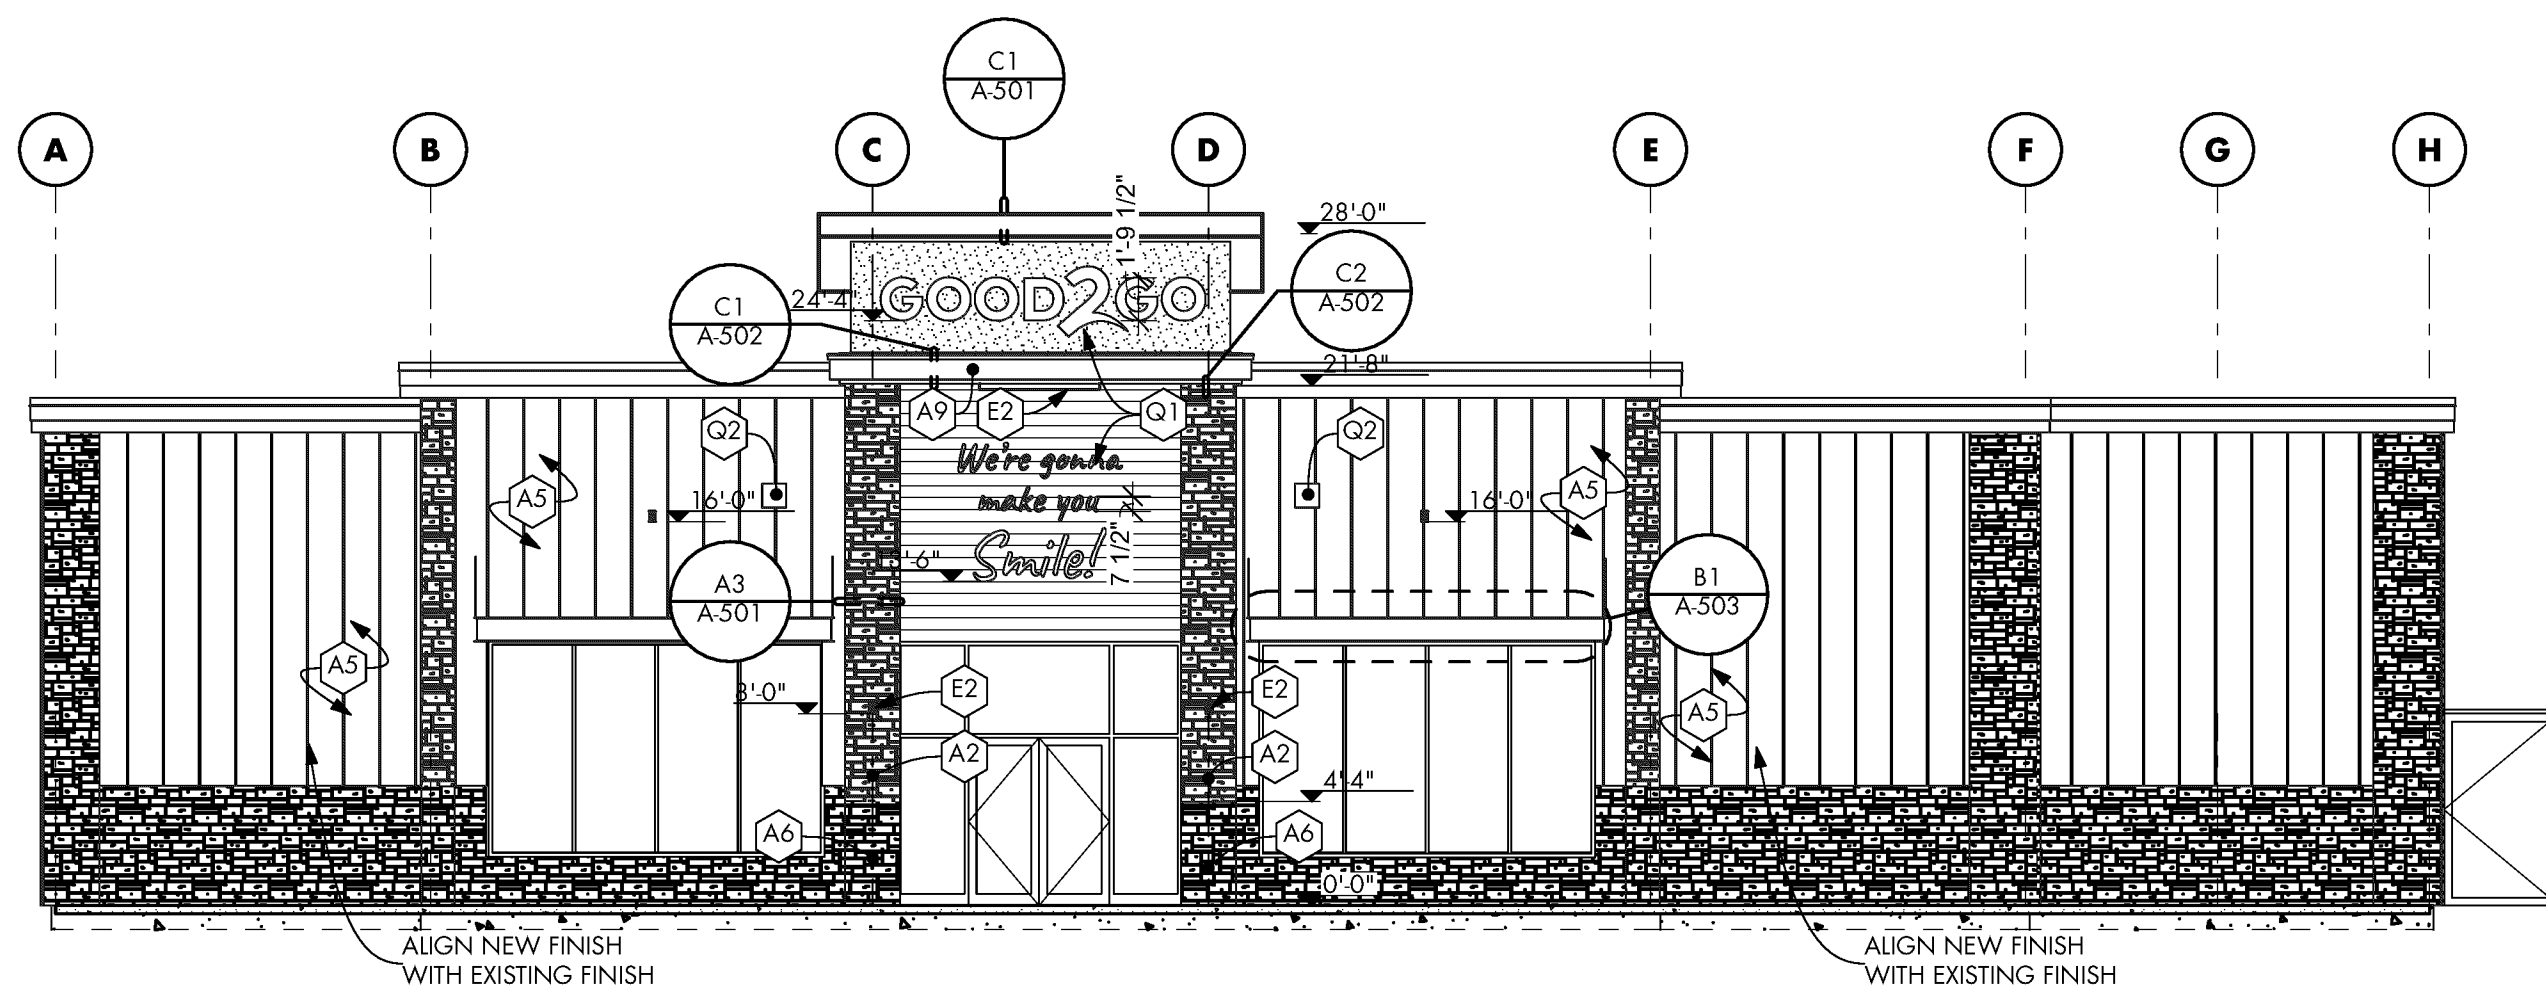 C1
A-501
A
B
C
D
E
F
G
H
1'-9 1/2"
28'-0"
C1
A-502
24'-4"
GOOD2GO
C2
A-502
21'-8"
A9
E2
Q1
Q2
Q2
We're gonna
make you
Smile!
7 1/2"
A5
16'-0"
16'-0"
A5
A3
A-501
B1
A-503
A5
E2
E2
A5
A2
A2
4'-4"
A6
A6
0'-0"
ALIGN NEW FINISH
WITH EXISTING FINISH
ALIGN NEW FINISH
WITH EXISTING FINISH